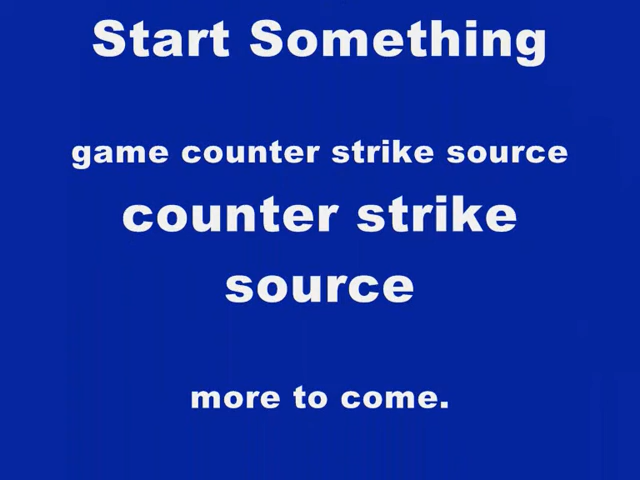 Start Something
game counter strike source
counter strike
source
more to come.